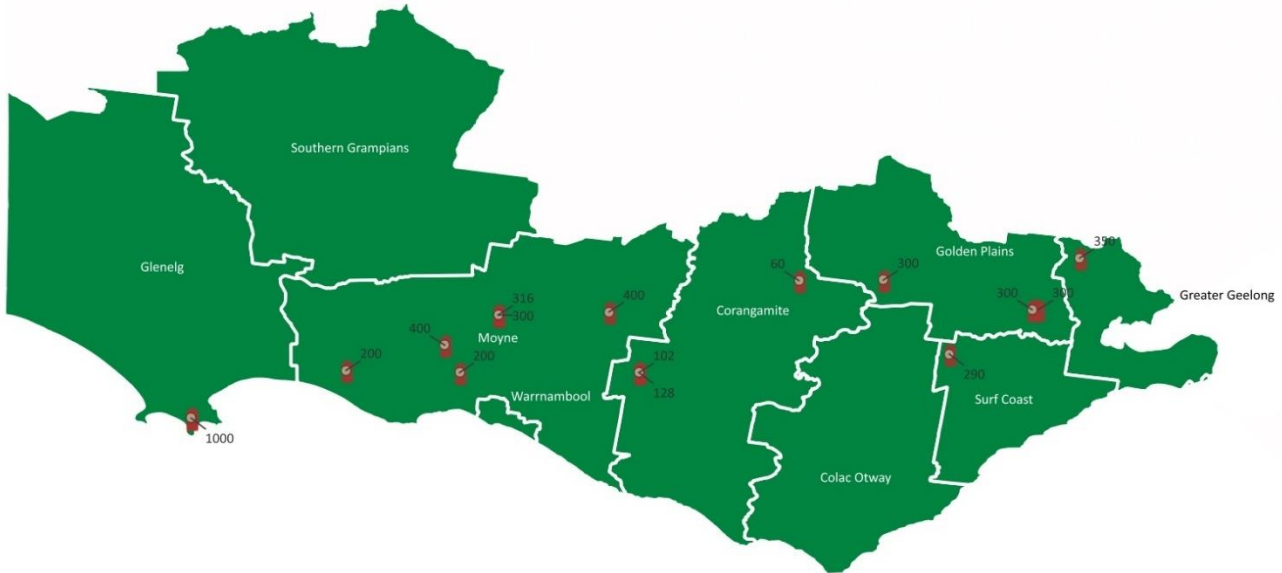 Southern Grampians
350
Golden Plains
Glenelg
60
300
Greater Geelong
316
400
300
300
Corangamite
300
Moyne
400
200
200
102
128
290
Warrnambool
Surf Coast
1000
Colac Otway